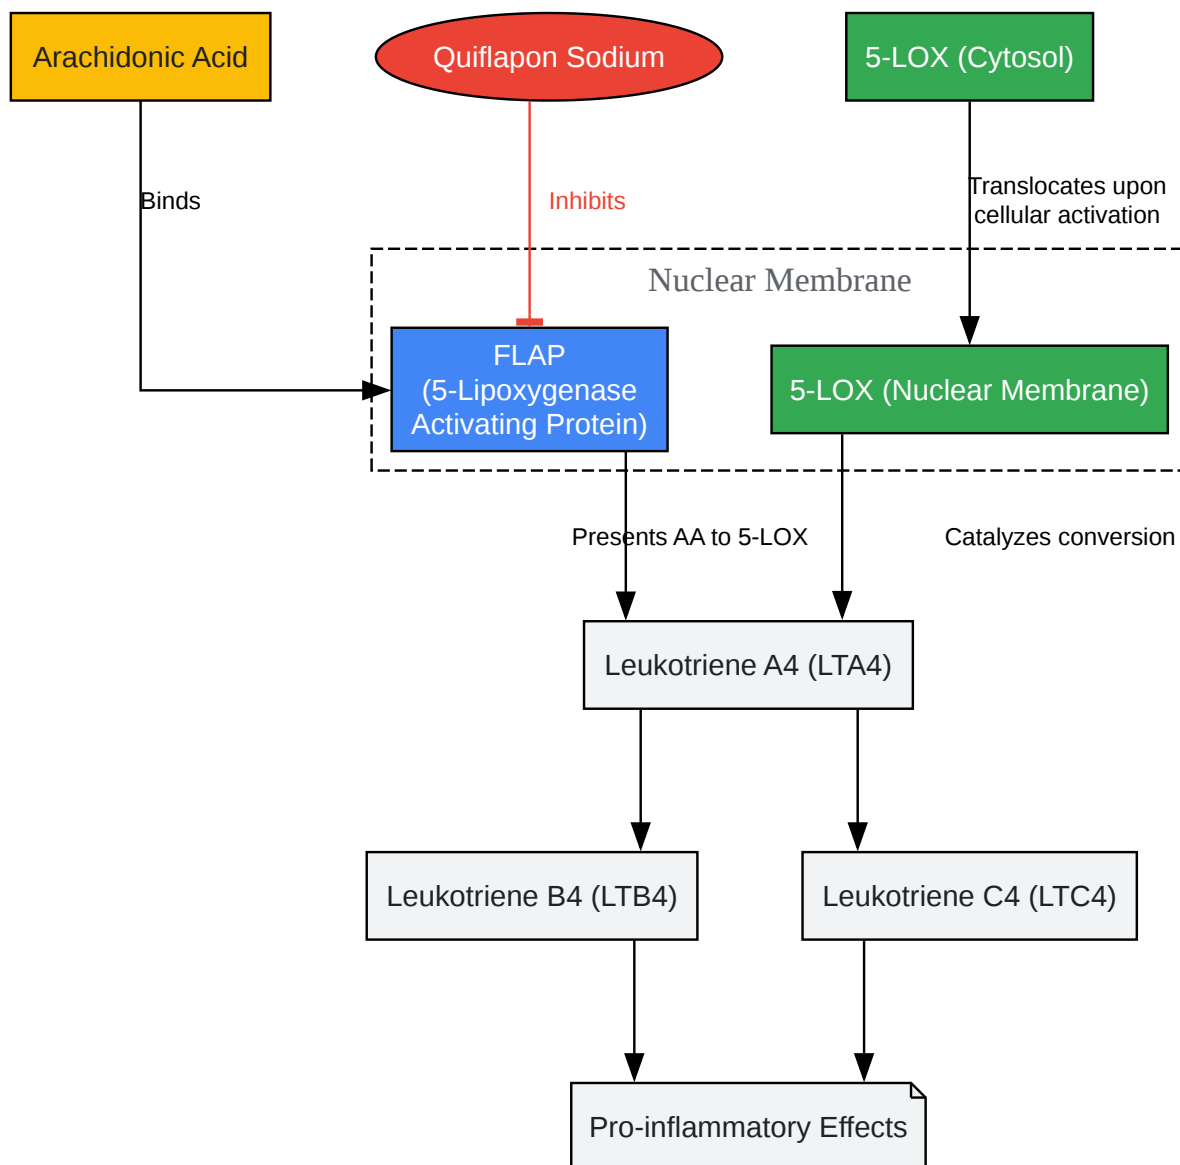 Arachidonic Acid
Quiflapon Sodium
5-LOX (Cytosol)
Binds
Inhibits
Translocates upon
cellular activation
Nuclear Membrane
FLAP
(5-Lipoxygenase
Activating Protein)
5-LOX (Nuclear Membrane)
Presents AA to 5-LOX
Catalyzes conversion
Leukotriene A4 (LTA4)
Leukotriene B4 (LTB4)
Leukotriene C4 (LTC4)
Pro-inflammatory Effects